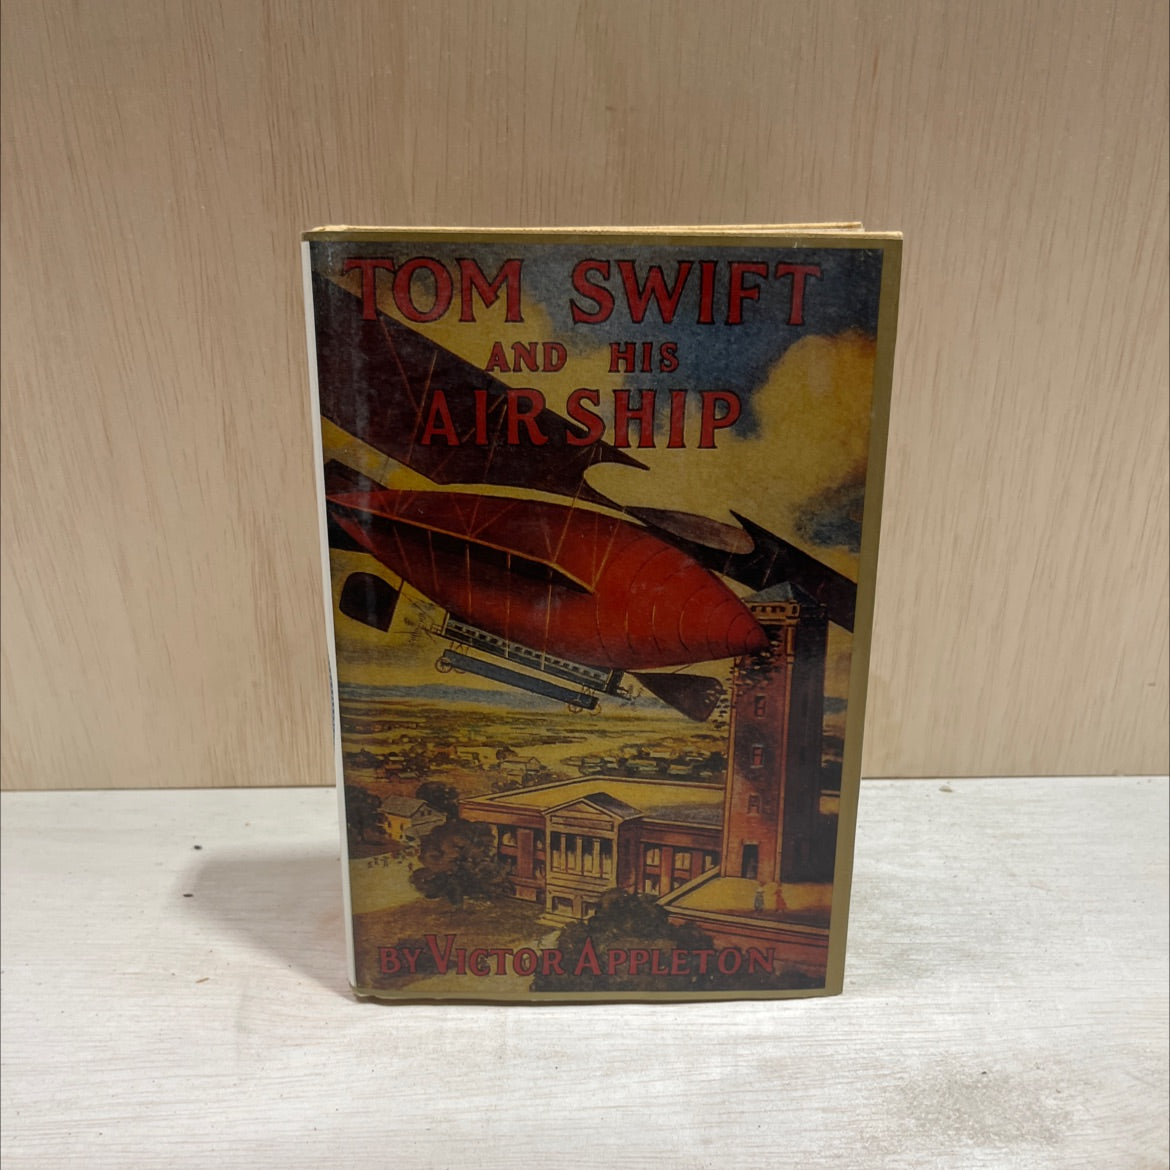 TOM SWIFT
AND HIS
AIRSHIP
BY VICTOR APPLETON